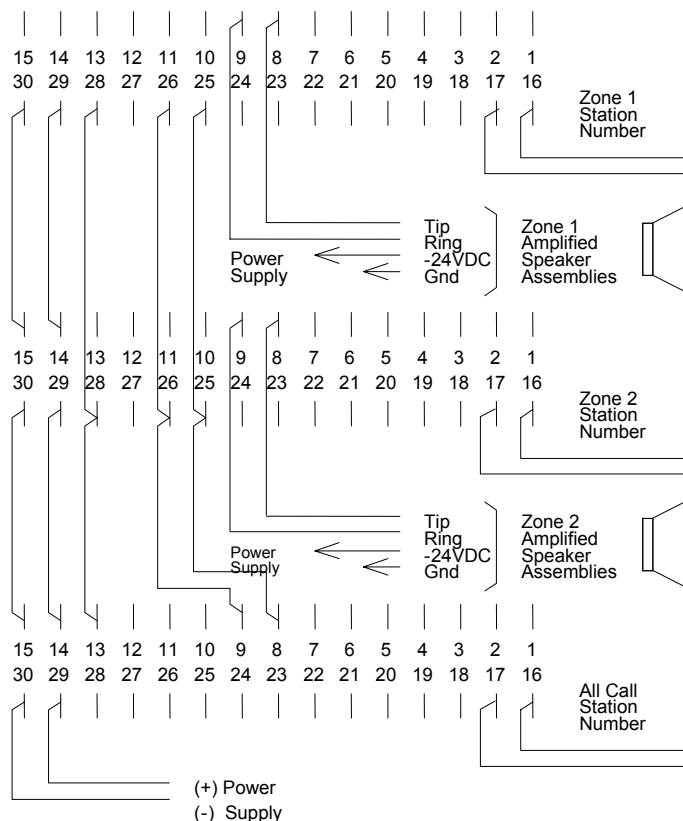 15 14 13 12 11 10 9 8 7 6 5 4 3 2 1
30 29 28 27 26 25 24 23 22 21 20 19 18 17 16
Zone 1
Station
Number
Tip
Ring
-24VDC
Gnd
Power
Supply
Zone 1
Amplified
Speaker
Assemblies
15 14 13 12 11 10 9 8 7 6 5 4 3 2 1
30 29 28 27 26 25 24 23 22 21 20 19 18 17 16
Zone 2
Station
Number
Tip
Ring
-24VDC
Gnd
Power
Supply
Zone 2
Amplified
Speaker
Assemblies
15 14 13 12 11 10 9 8 7 6 5 4 3 2 1
30 29 28 27 26 25 24 23 22 21 20 19 18 17 16
All Call
Station
Number
(+) Power
(-) Supply